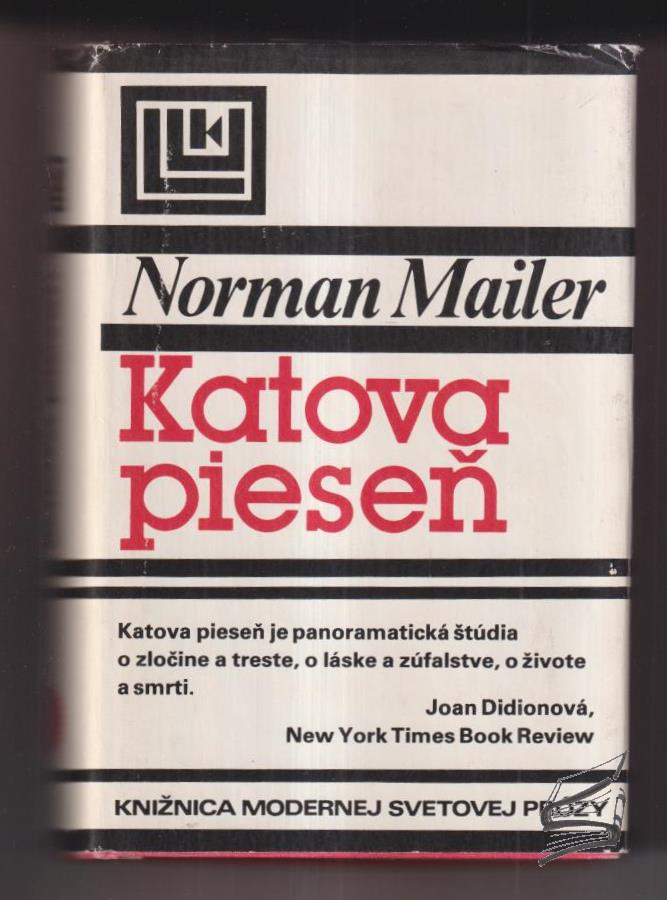 Norman Mailer
Katova
pieseň
Katova pieseň je panoramatická štúdia
o zločine a treste, o láske a zúfalstve, o živote
a smrti.
Joan Didionová,
New York Times Book Review
KNIŽNICA MODERNEJ SVETOVEJ PRÓZY